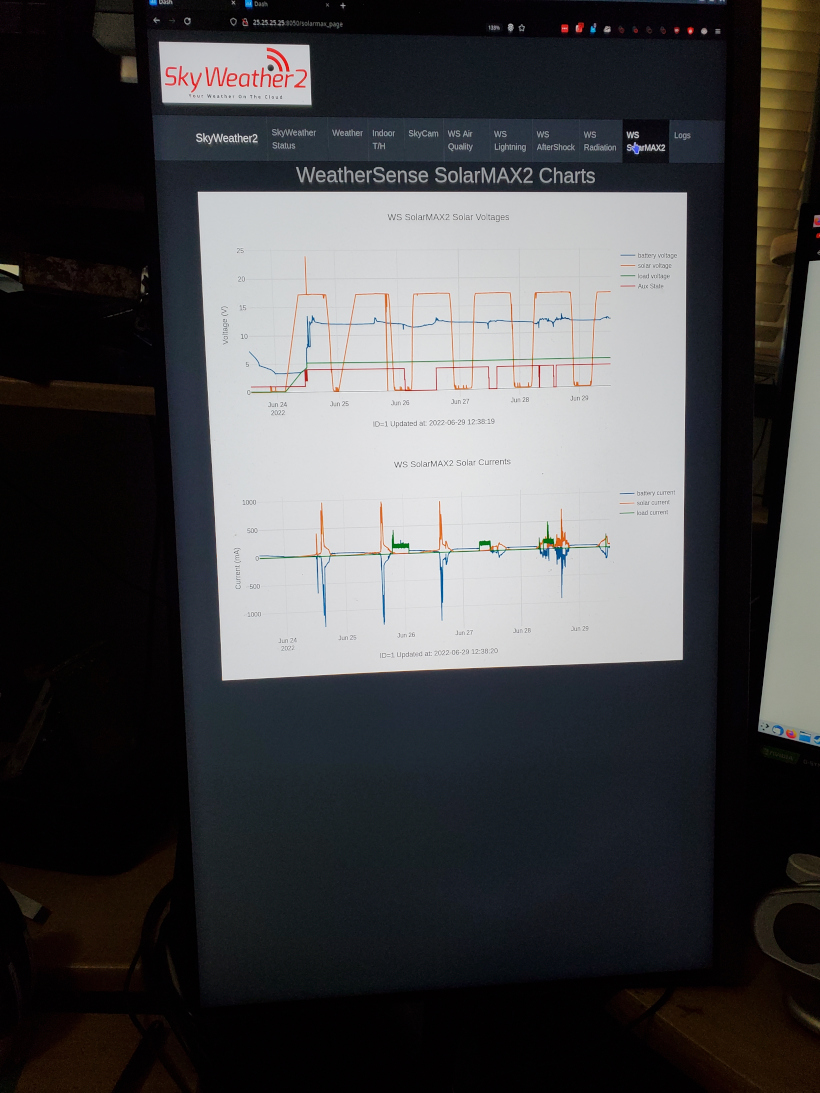 Dash
Dash
25.25.25.25:8050/solarmax_page
SkyWeather2
Your Weather On The Cloud
SkyWeather2
SkyWeather Status
Weather
Indoor T/H
SkyCam
WS Air Quality
WS Lightning
WS AfterShock
WS Radiation
WS SolarMAX2
Logs
WeatherSense SolarMAX2 Charts
WS SolarMAX2 Solar Voltages
Voltage (V)
25
20
15
10
5
0
battery voltage
solar voltage
load voltage
Aux State
Jun 24 2022
Jun 25
Jun 26
Jun 27
Jun 28
Jun 29
ID=1 Updated at: 2022-06-29 12:38:19
WS SolarMAX2 Solar Currents
Current (mA)
1000
500
0
−500
−1000
battery current
solar current
load current
Jun 24 2022
Jun 25
Jun 26
Jun 27
Jun 28
Jun 29
ID=1 Updated at: 2022-06-29 12:38:20